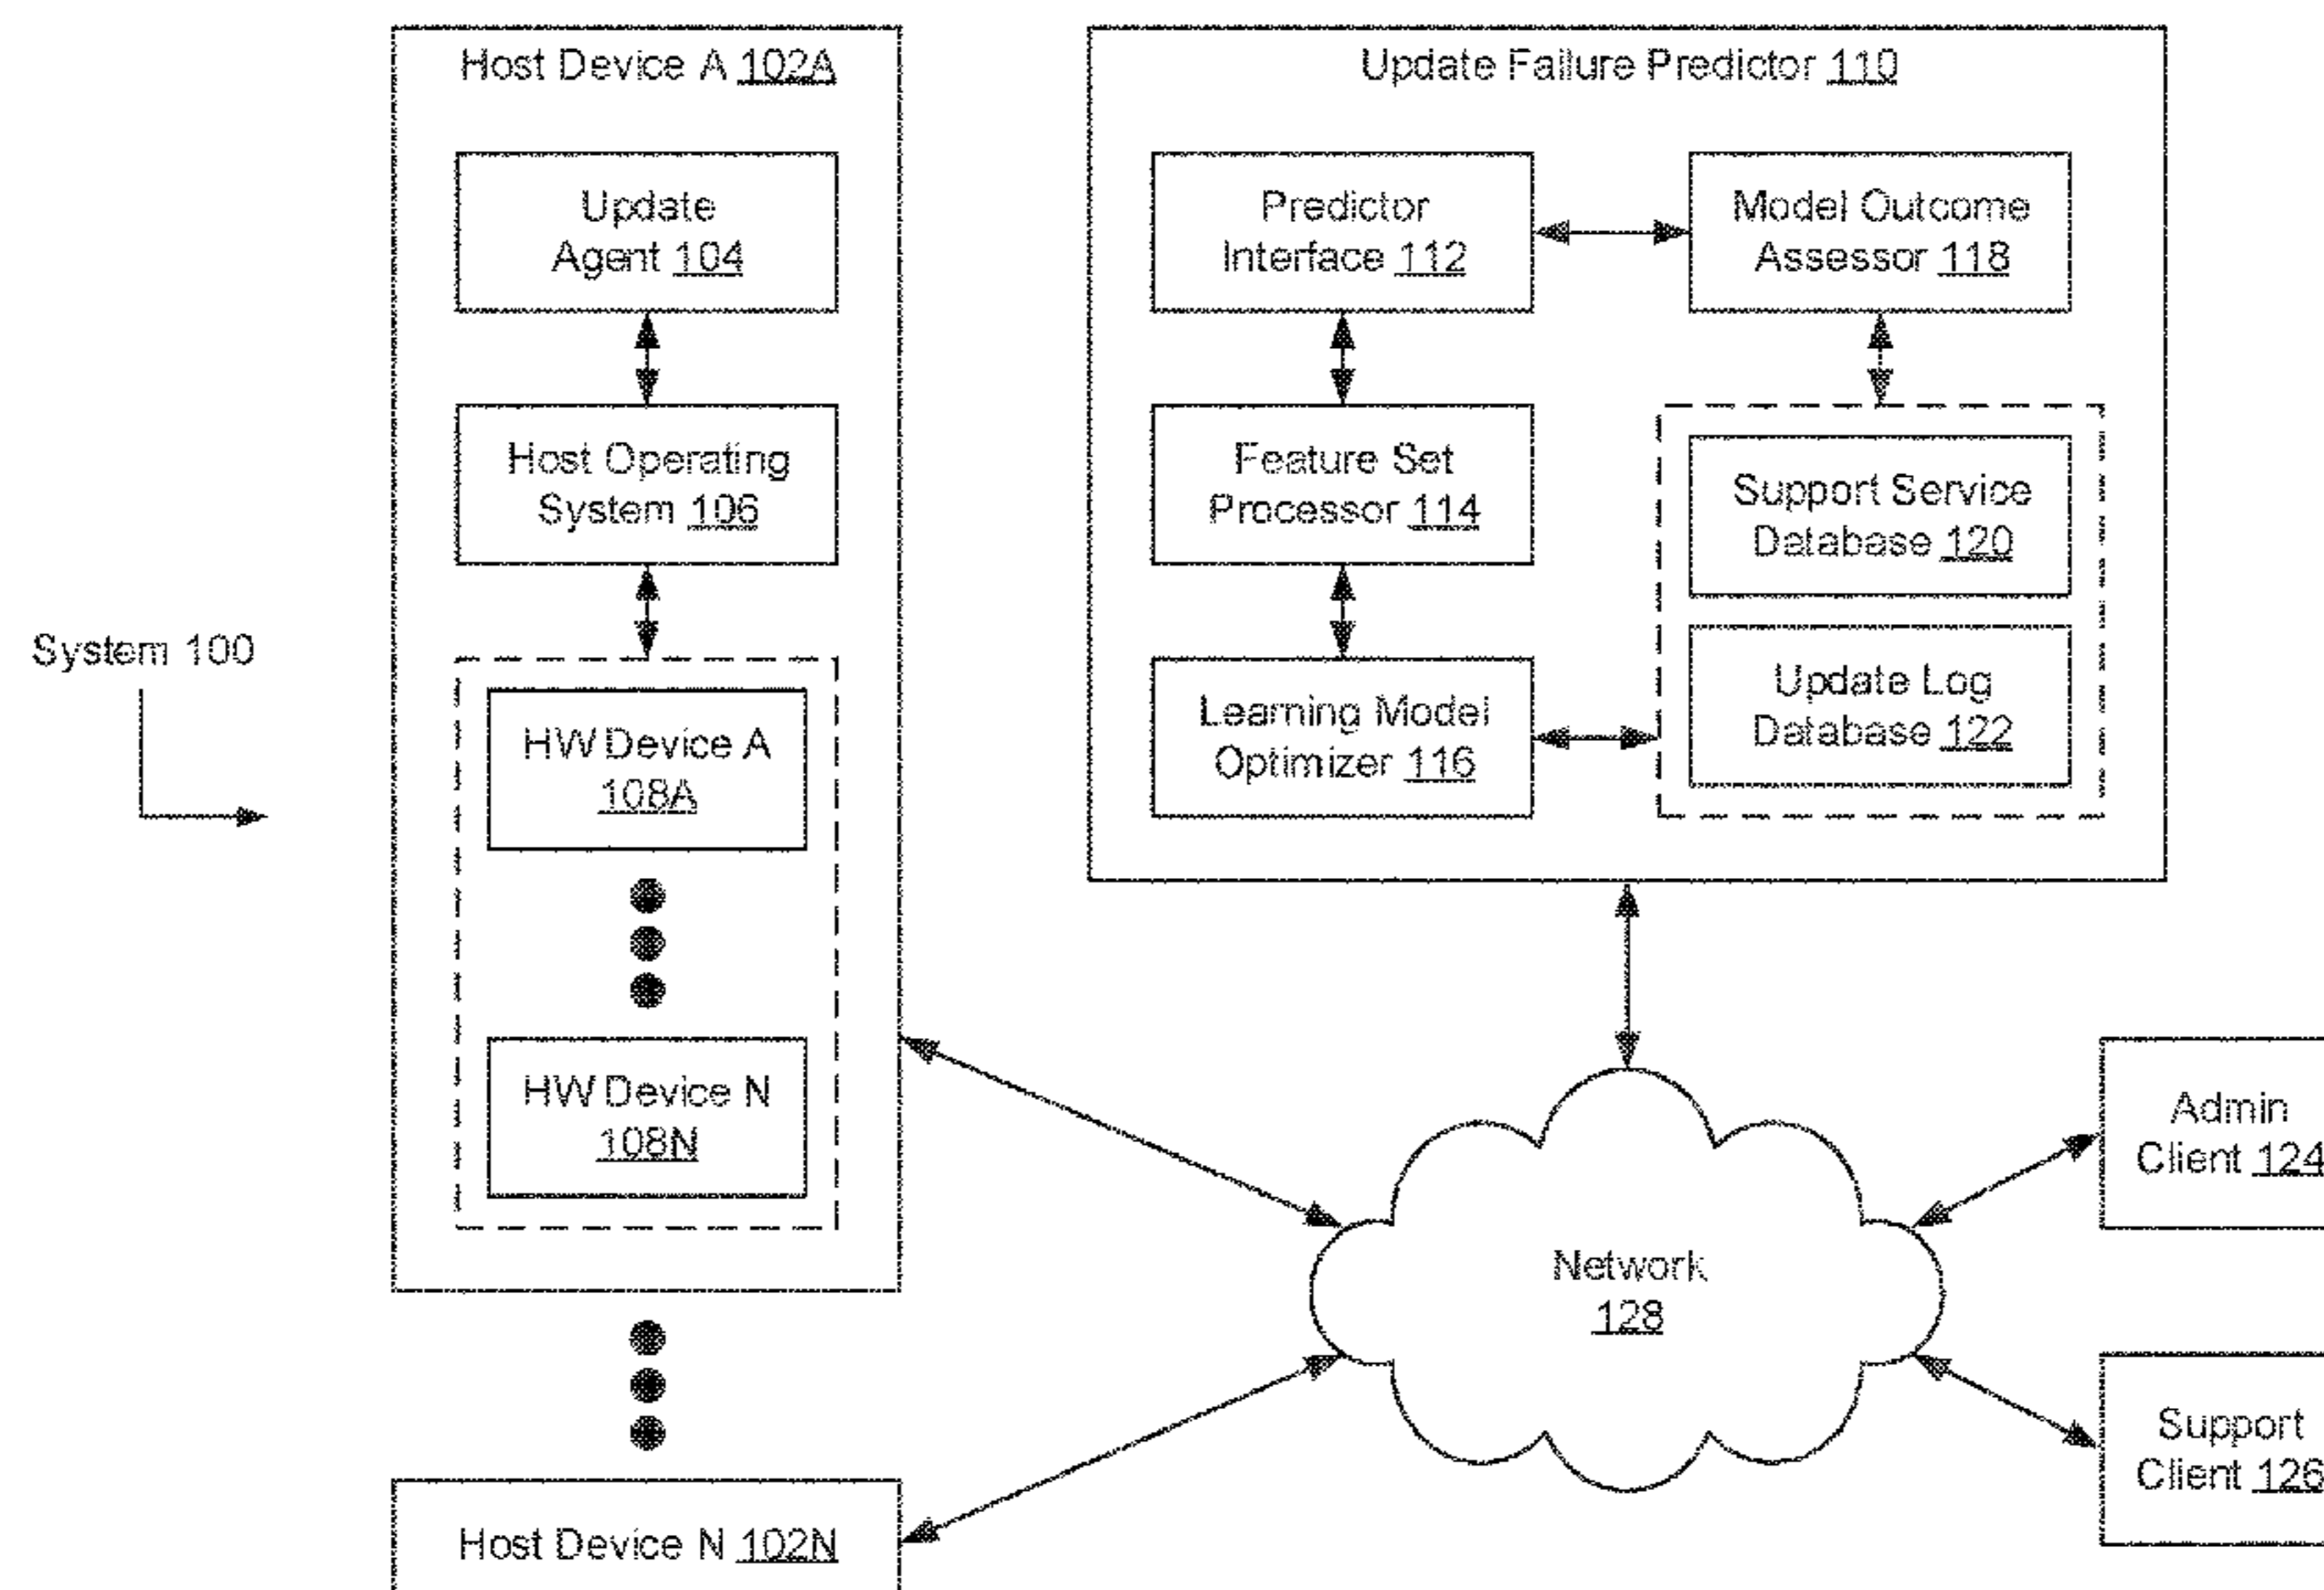 System 100
Host Device A 102A
Update
Agent 104
Host Operating
System 106
HW Device A
108A
HW Device N
108N
Host Device N 102N
Update Failure Predictor 110
Predictor
Interface 112
Model Outcome
Assessor 118
Feature Set
Processor 114
Support Service
Database 120
Learning Model
Optimizer 116
Update Log
Database 122
Network
128
Admin
Client 124
Support
Client 126